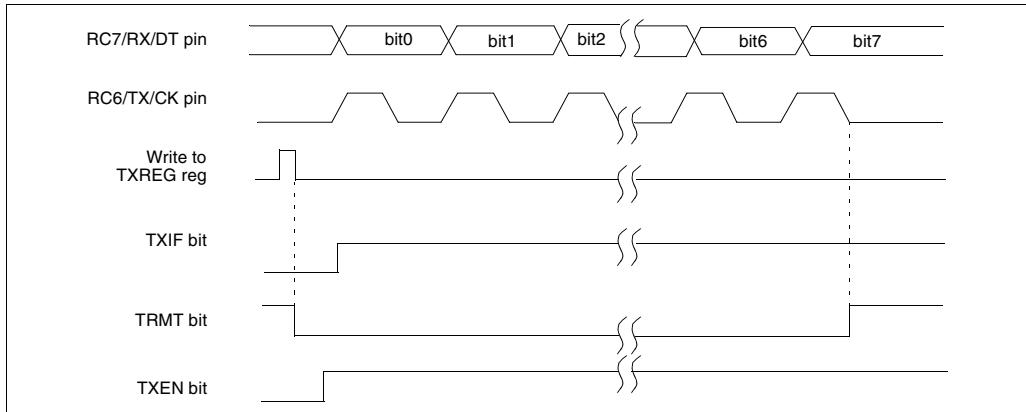 RC7/RX/DT pin
bit0
bit1
bit2
bit6
bit7
RC6/TX/CK pin
Write to
TXREG reg
TXIF bit
TRMT bit
TXEN bit